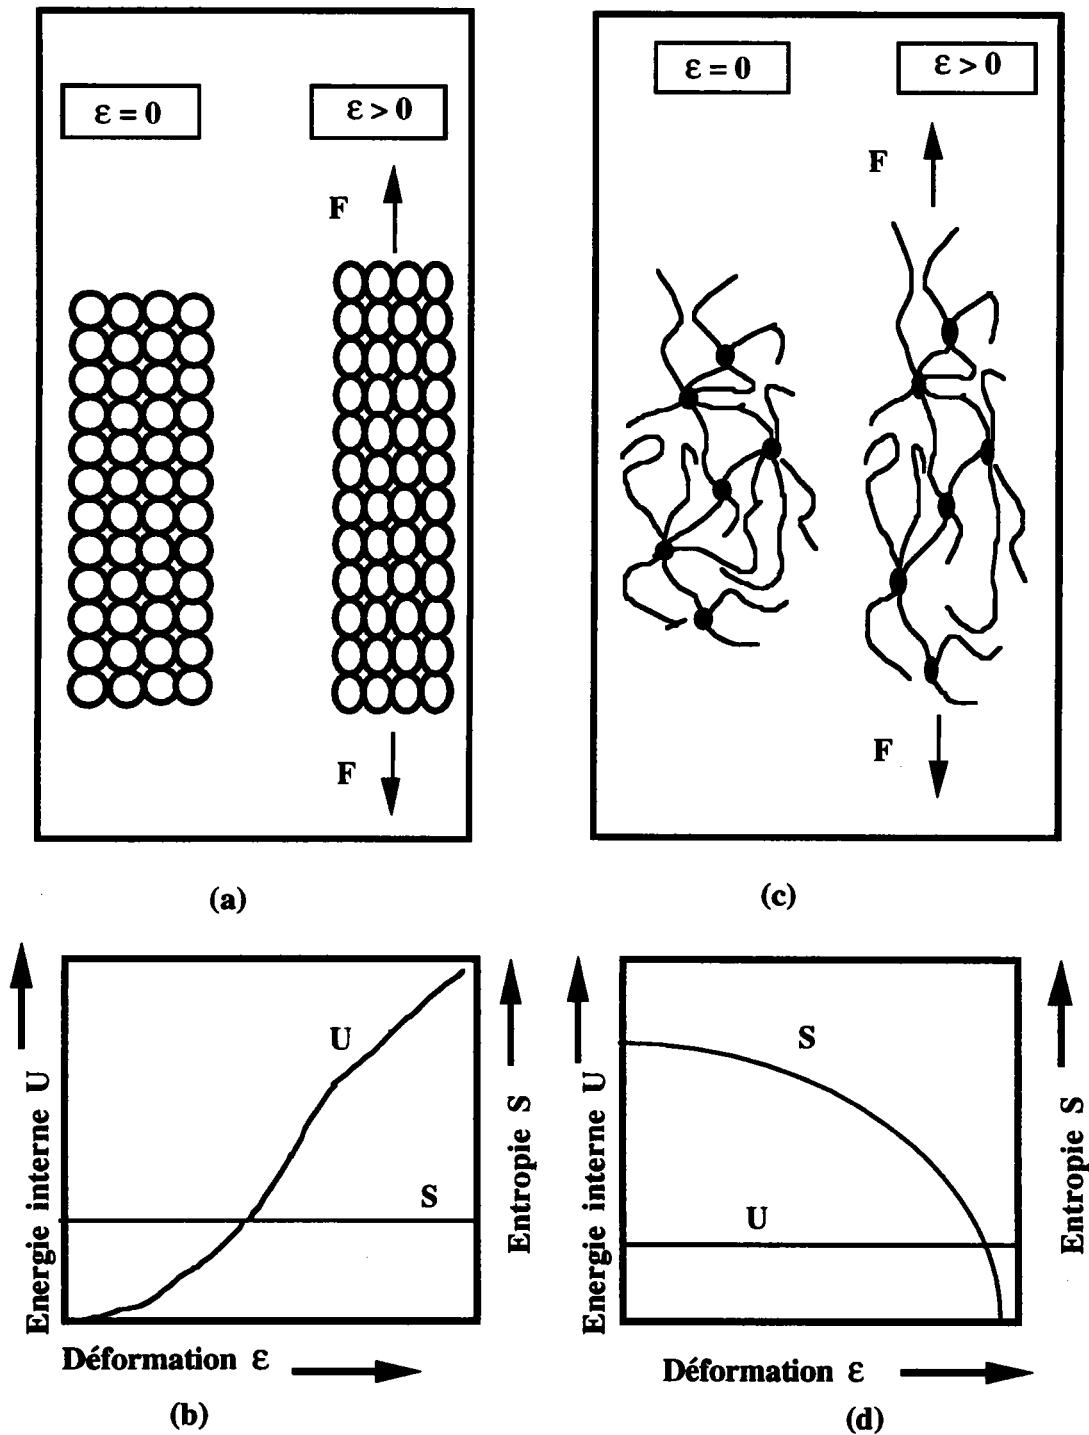 ε = 0
ε > 0
F
F
(a)
ε = 0
ε > 0
F
F
(c)
Energie interne U
U
S
Entropie S
Déformation ε
(b)
Energie interne U
S
U
Entropie S
Déformation ε
(d)